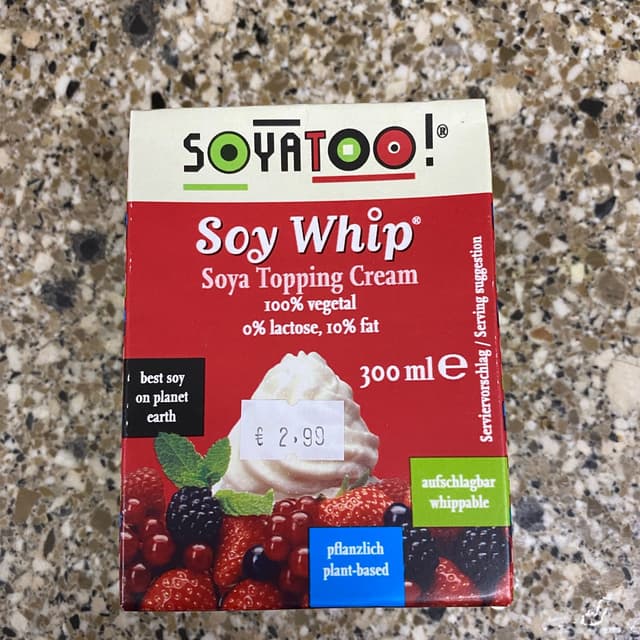 SOYATOO!®
Soy Whip®
Soya Topping Cream
100% vegetal
0% lactose, 10% fat
300 ml e
Serviervorschlag / Serving suggestion
best soy
on planet
earth
€ 2,99
aufschlagbar
whippable
pflanzlich
plant-based